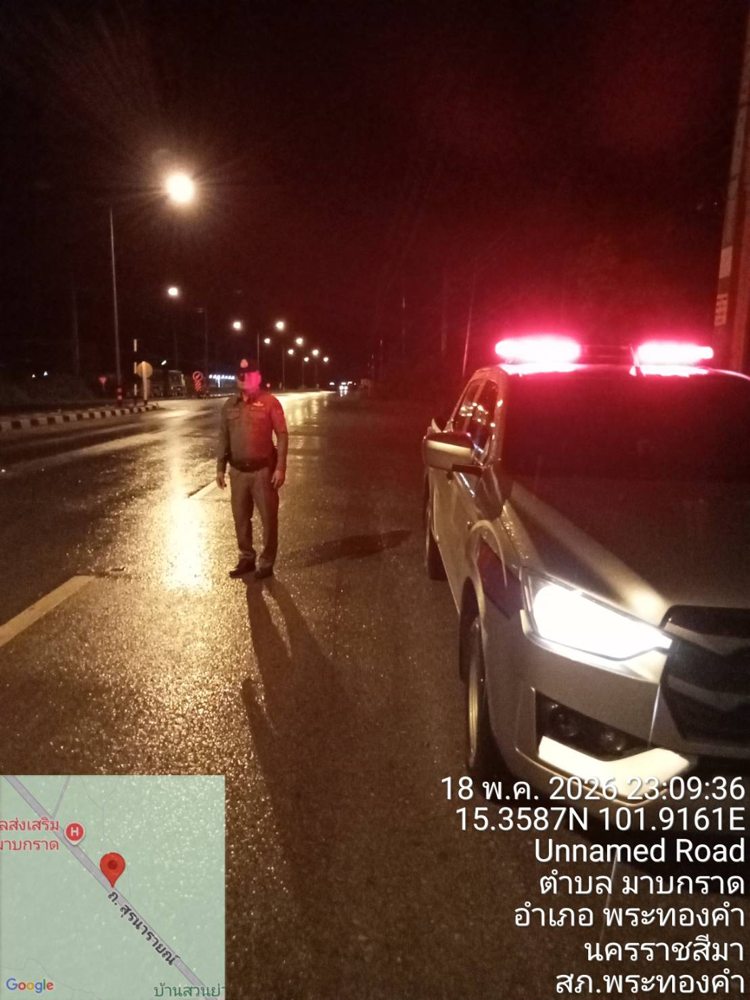 18 พ.ค. 2026 23:09:36
15.3587N 101.9161E
Unnamed Road
ตำบล มาบกราด
อำเภอ พระทองคำ
นครราชสีมา
สภ.พระทองคำ
ลส่งเสริม
มาบกราด
H
ถ. สุรนารายณ์
Google
บ้านสวนย่า